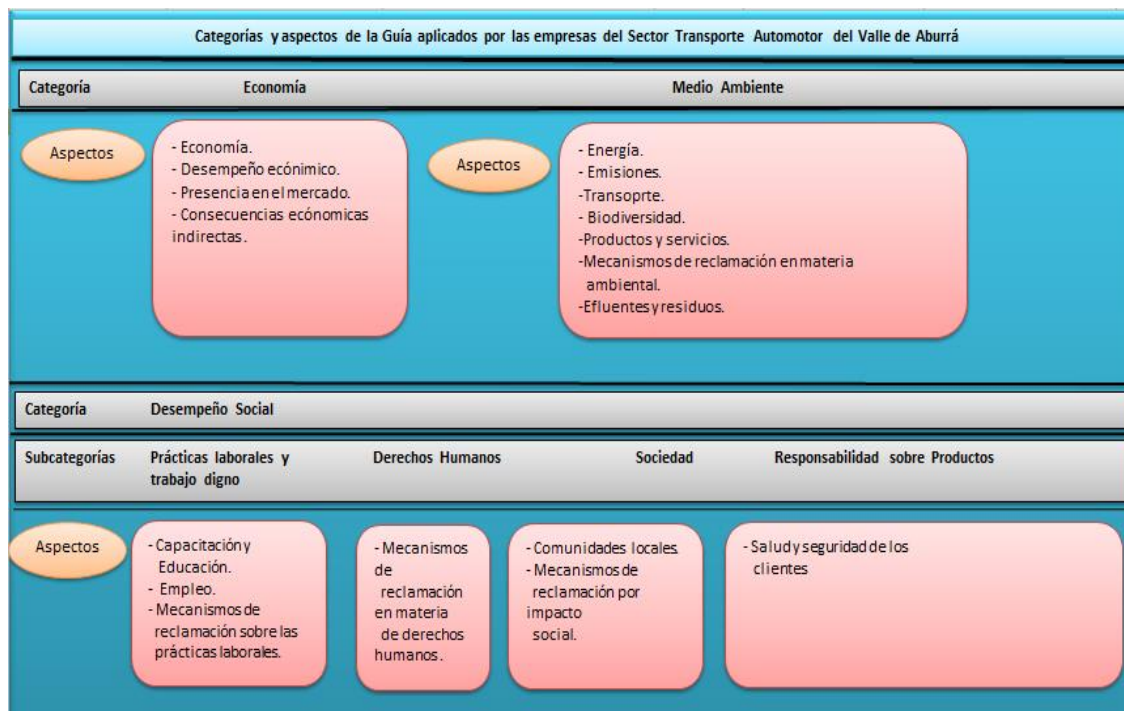 Categorías y aspectos de la Guía aplicados por las empresas del Sector Transporte Automotor del Valle de Aburrá
Categoría Economía Medio Ambiente
Aspectos
- Economía.
- Desempeño ecónimico.
- Presencia en el mercado.
- Consecuencias ecónomicas
indirectas.
Aspectos
- Energía.
- Emisiones.
-Transoprte.
- Biodiversidad.
-Productos y servicios.
-Mecanismos de reclamación en materia
ambiental.
-Efluentes y residuos.
Categoría Desempeño Social
Subcategorías Prácticas laborales y Derechos Humanos Sociedad Responsabilidad sobre Productos
trabajo digno
Aspectos
- Capacitación y
Educación.
- Empleo.
- Mecanismos de
reclamación sobre las
prácticas laborales.
- Mecanismos
de
reclamación
en materia
de derechos
humanos.
- Comunidades locales.
- Mecanismos de
reclamación por
impacto
social.
- Salud y seguridad de los
clientes